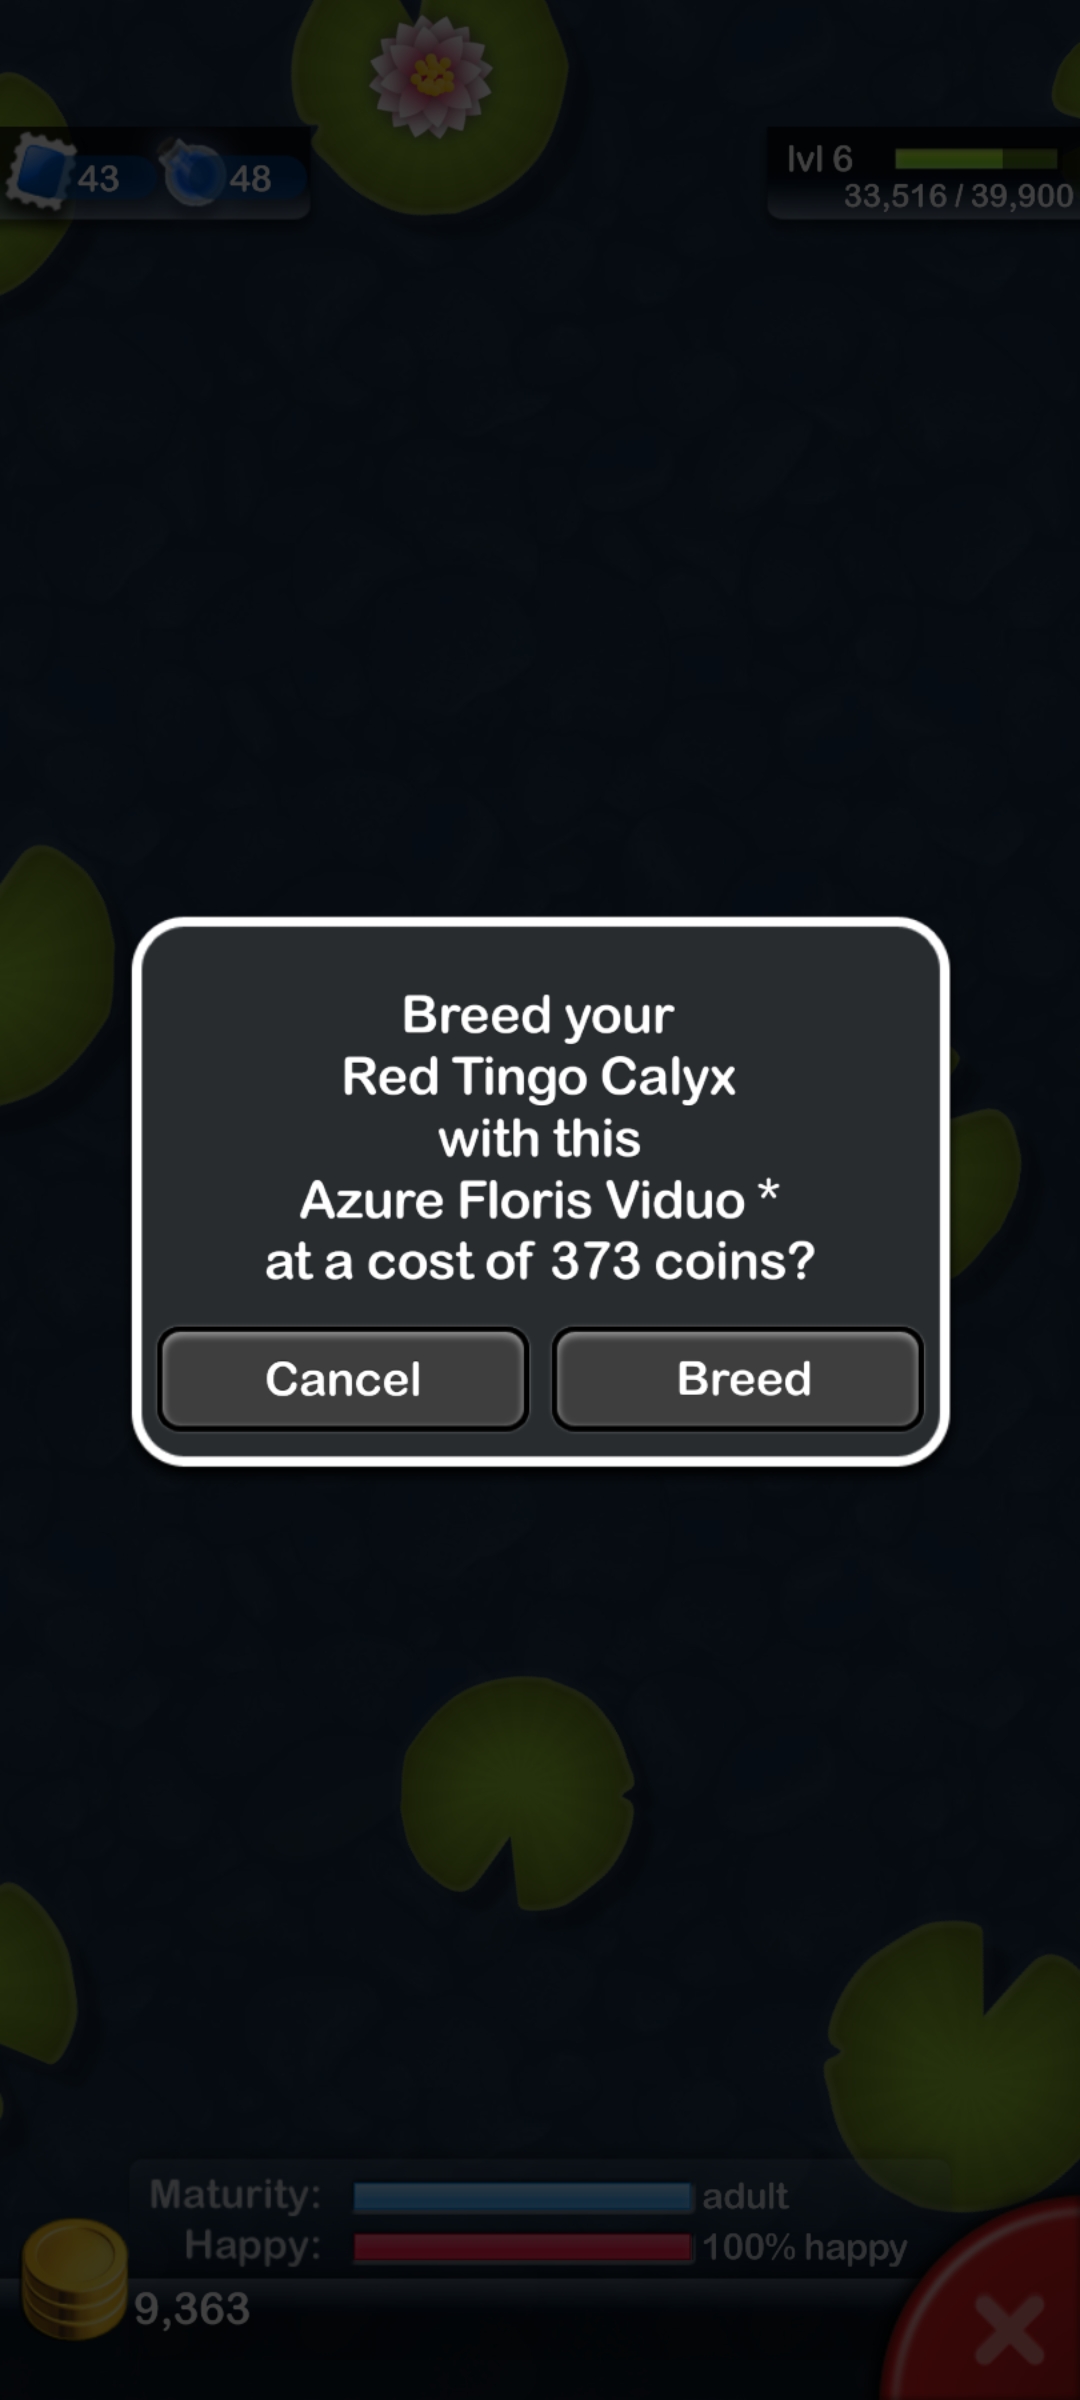 43
48
lvl 6
33,516 / 39,900
Breed your
Red Tingo Calyx
with this
Azure Floris Viduo *
at a cost of 373 coins?
Cancel
Breed
Maturity:
adult
Happy:
100% happy
9,363